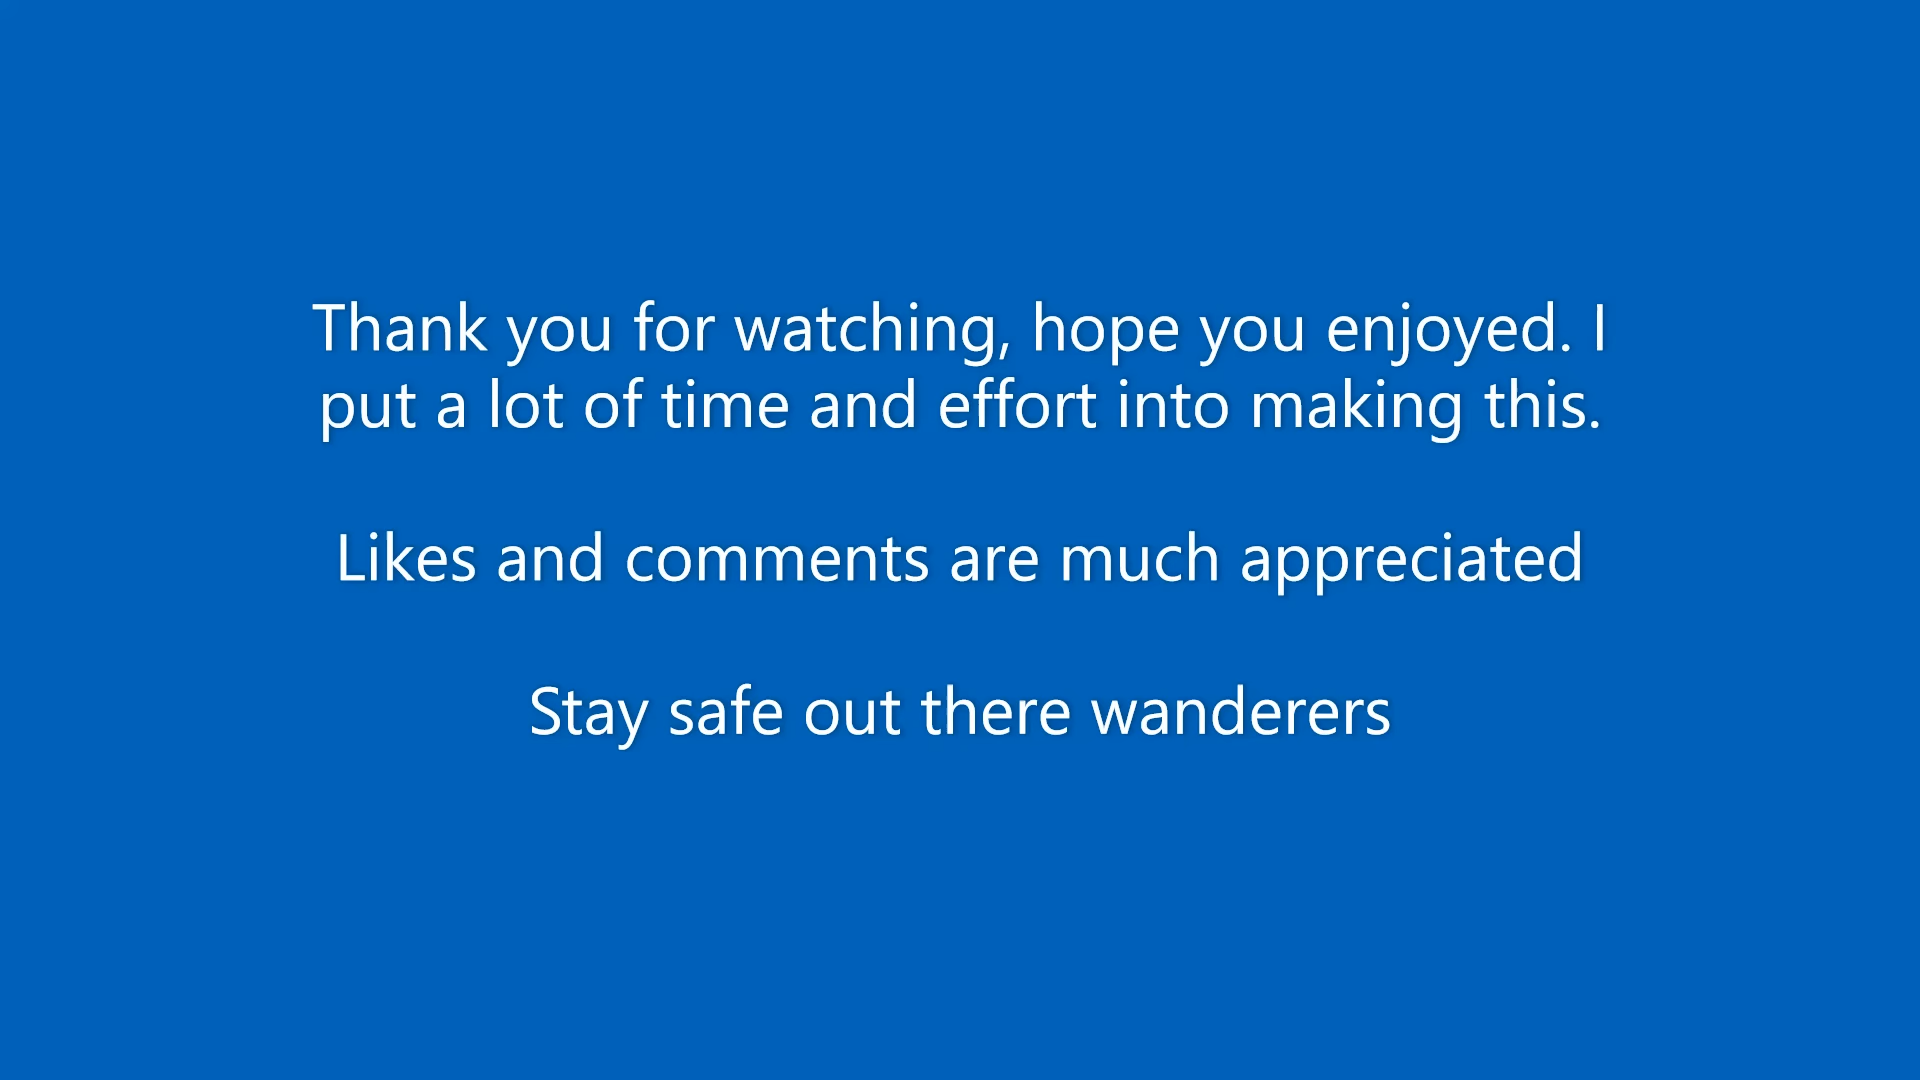 Thank you for watching, hope you enjoyed. I
put a lot of time and effort into making this.
Likes and comments are much appreciated
Stay safe out there wanderers